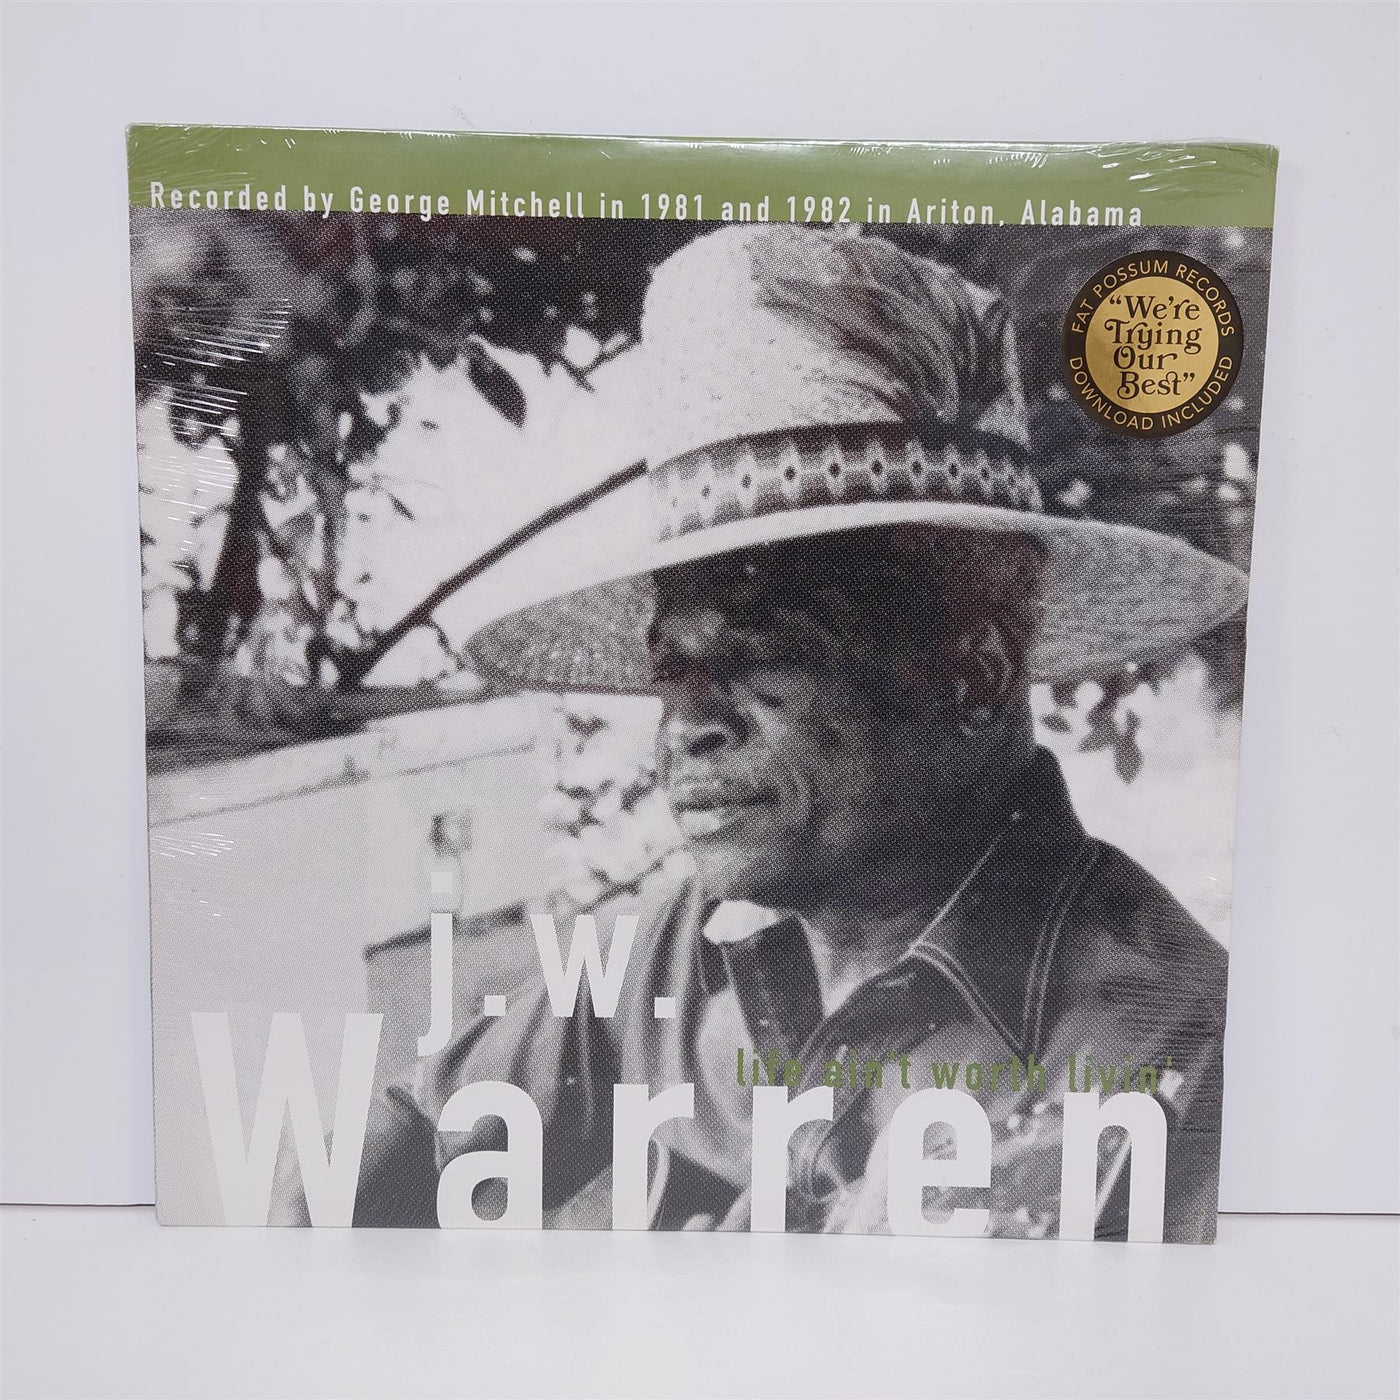 Recorded by George Mitchell in 1981 and 1982 in Ariton, Alabama
FAT POSSUM RECORDS
"We're
Trying
Our
Best"
DOWNLOAD INCLUDED
j.w.
life ain't worth livin'
Warren